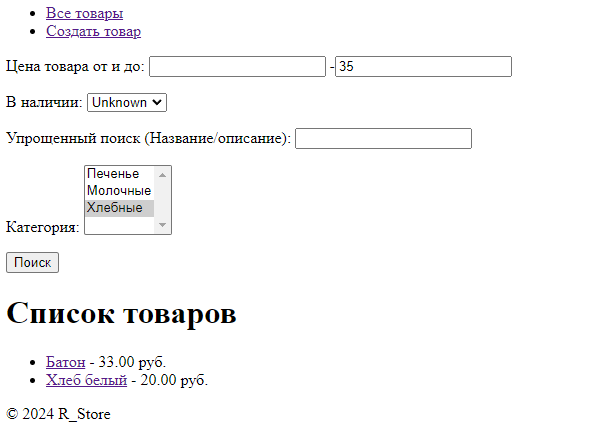 Все товары
Создать товар
Цена товара от и до: - 35
В наличии: Unknown
Упрощенный поиск (Название/описание):
Печенье
Молочные
Хлебные
Категория:
Поиск
Список товаров
Батон - 33.00 руб.
Хлеб белый - 20.00 руб.
© 2024 R_Store